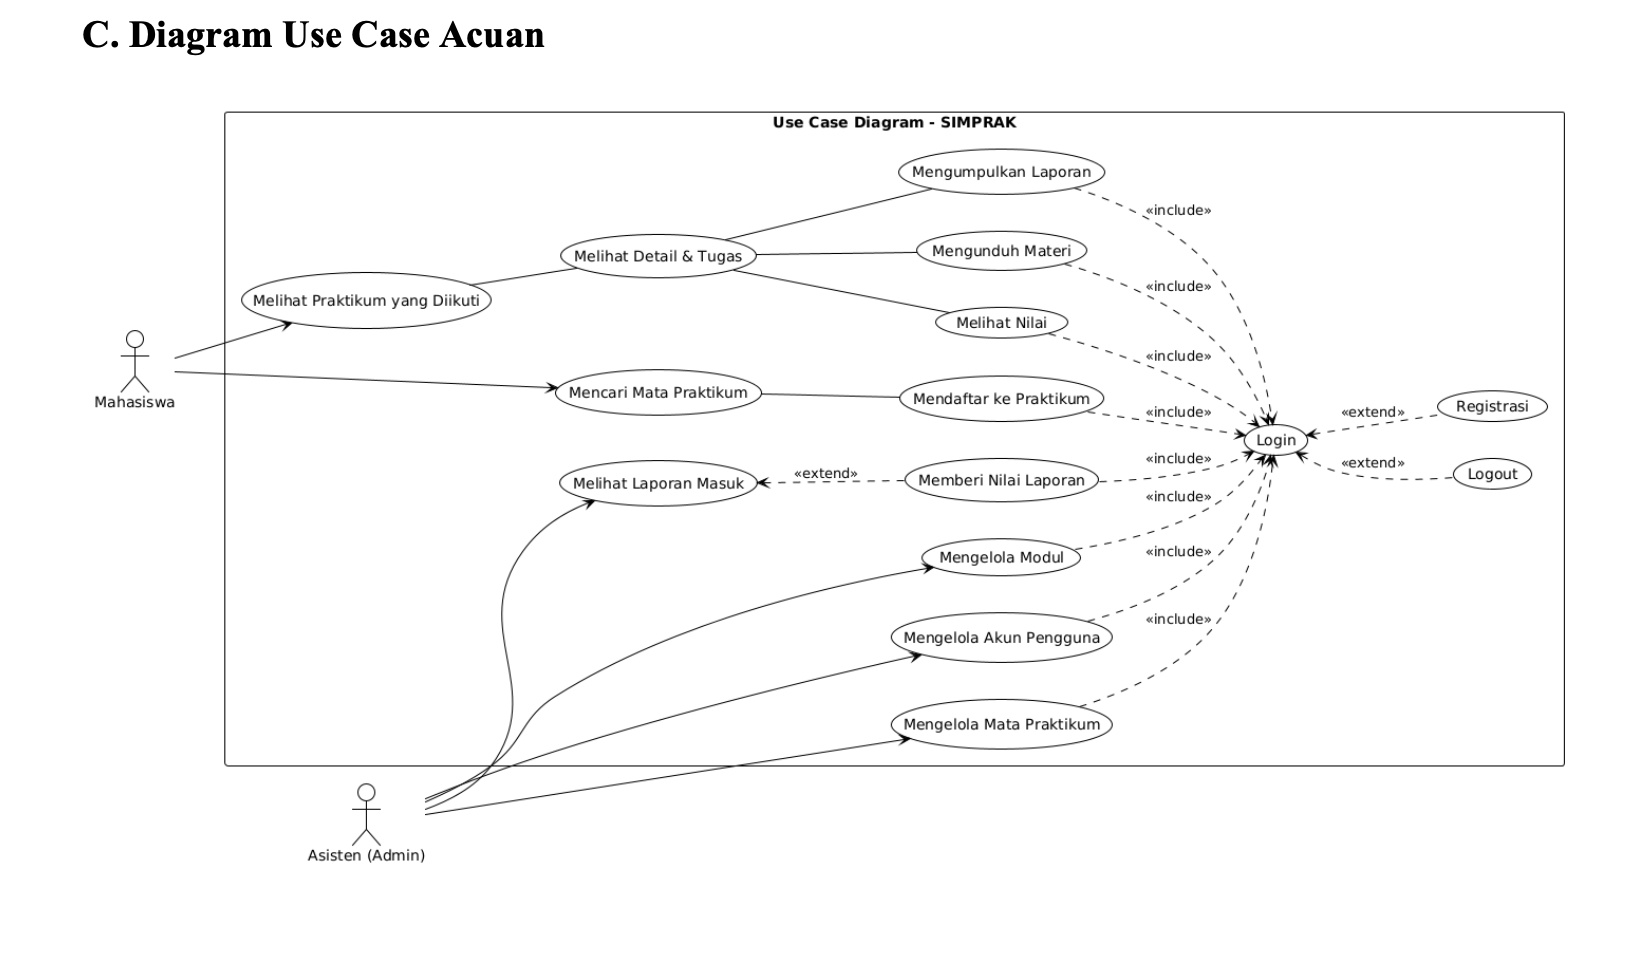 C. Diagram Use Case Acuan
Use Case Diagram - SIMPRAK
Mengumpulkan Laporan
«include»
Melihat Detail & Tugas
Mengunduh Materi
«include»
Melihat Praktikum yang Diikuti
Melihat Nilai
«include»
Mahasiswa
Mencari Mata Praktikum
Mendaftar ke Praktikum
«include»
«extend»
Registrasi
Login
Melihat Laporan Masuk
«extend»
Memberi Nilai Laporan
«include»
«extend»
Logout
«include»
Mengelola Modul
«include»
Mengelola Akun Pengguna
«include»
Mengelola Mata Praktikum
Asisten (Admin)